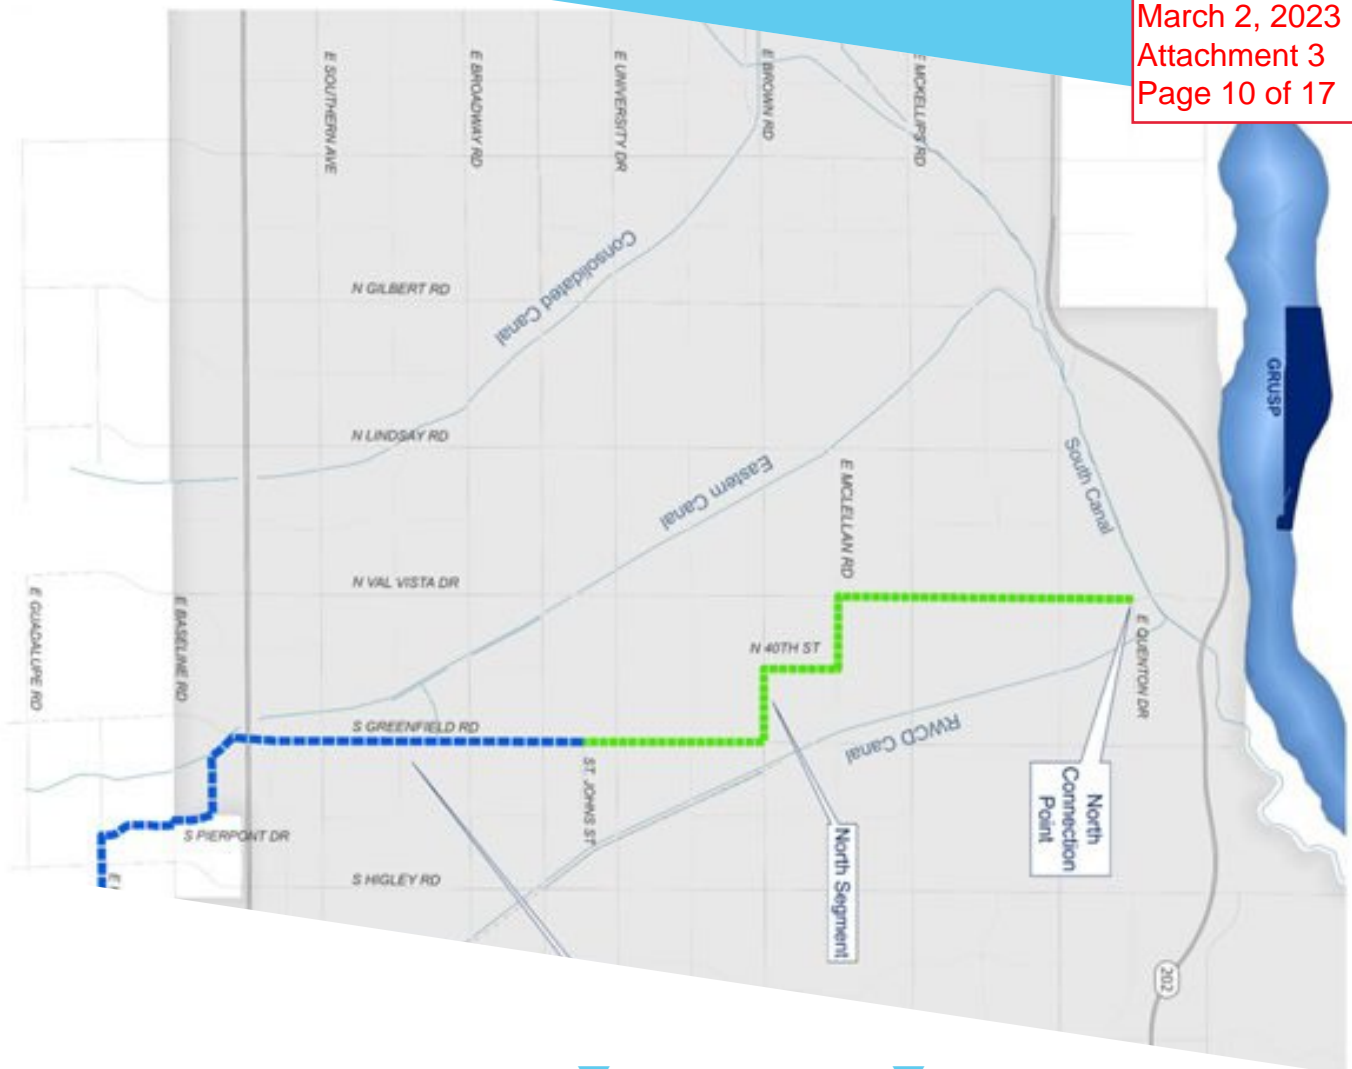 March 2, 2023
Attachment 3
Page 10 of 17
E SOUTHERN AVE
E BROADWAY RD
E UNIVERSITY DR
E BROWN RD
E MCKELLIPS RD
Consolidated Canal
N GILBERT RD
GRUSP
N LINDSAY RD
Eastern Canal
South Canal
E MCLELLAN RD
N VAL VISTA DR
E GUADALUPE RD
E BASELINE RD
N 40TH ST
E QUENTON DR
S GREENFIELD RD
RWCD Canal
ST. JOHNS ST
North
Connection
Point
S PIERPONT DR
North Segment
S HIGLEY RD
202